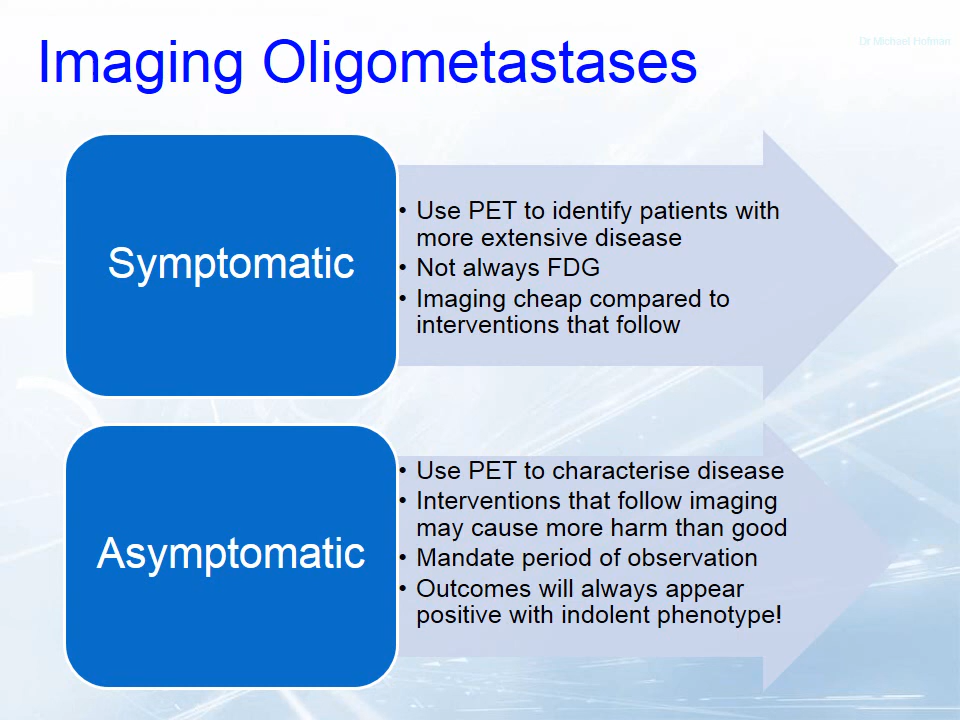 Imaging Oligometastases
Dr Michael Hofman
Symptomatic
• Use PET to identify patients with
more extensive disease
• Not always FDG
• Imaging cheap compared to
interventions that follow
Asymptomatic
• Use PET to characterise disease
• Interventions that follow imaging
may cause more harm than good
• Mandate period of observation
• Outcomes will always appear
positive with indolent phenotype!